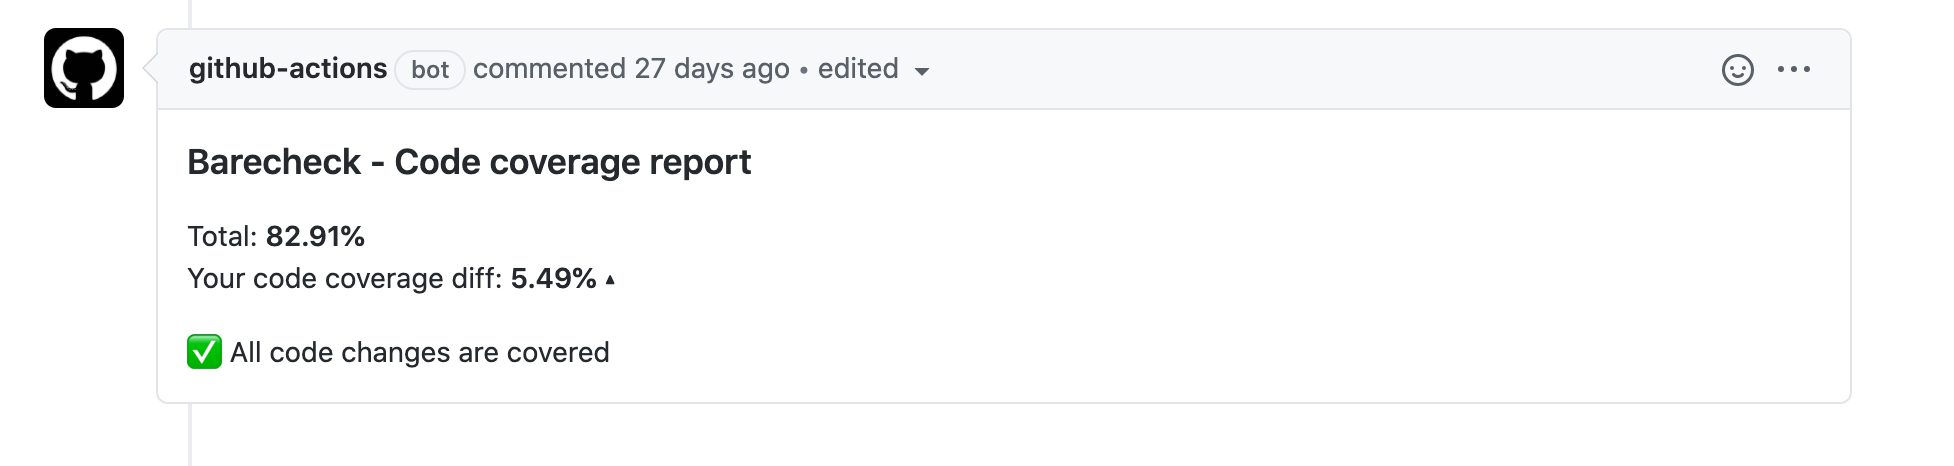 github-actions bot commented 27 days ago • edited
Barecheck - Code coverage report
Total: 82.91%
Your code coverage diff: 5.49% ▴
✅ All code changes are covered